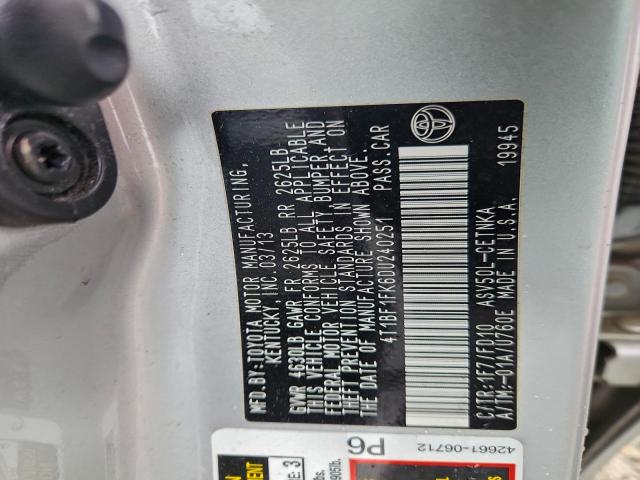 MFD.BY:TOYOTA MOTOR MANUFACTURING,
KENTUCKY INC.03/13
GVWR 4630LB GAWR FR 2625LB RR 2625LB
THIS VEHICLE CONFORMS TO ALL APPLICABLE
FEDERAL MOTOR VEHICLE SAFETY BUMPER AND
THEFT PREVENTION STANDARDS IN EFFECT ON
THE DATE OF MANUFACTURE SHOWN ABOVE.
4T1BF1FK6DU240251 PASS.CAR
C/TR:1F7/FD10 ASV50L-CETNKA
A/TM-01A/U760E MADE IN U.S.A. 19945
P6
42661-06712